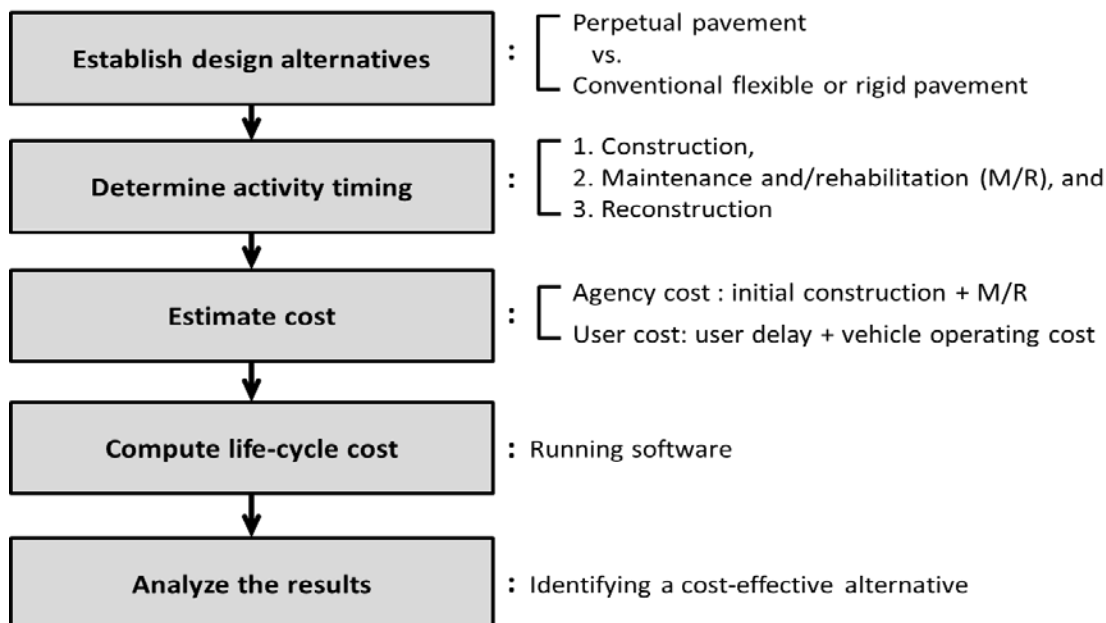 Establish design alternatives
:
Perpetual pavement
vs.
Conventional flexible or rigid pavement
Determine activity timing
:
1. Construction,
2. Maintenance and/rehabilitation (M/R), and
3. Reconstruction
Estimate cost
:
Agency cost : initial construction + M/R
User cost: user delay + vehicle operating cost
Compute life-cycle cost
: Running software
Analyze the results
: Identifying a cost-effective alternative